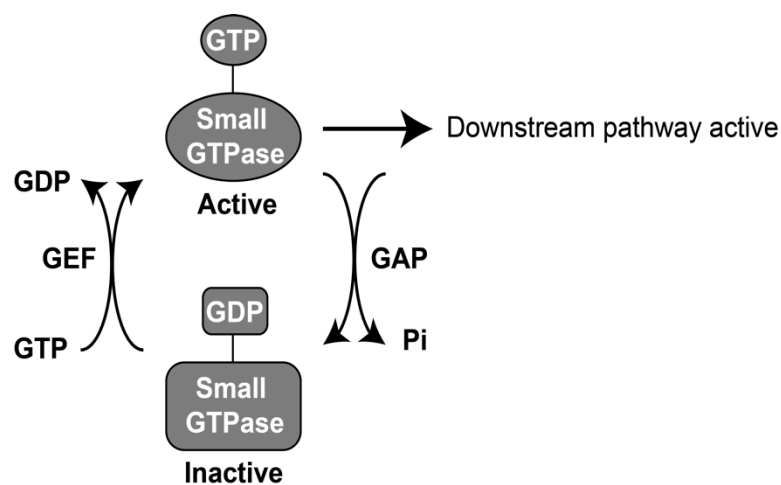 GTP
Small
GTPase
Downstream pathway active
Active
GDP
GEF
GAP
GDP
GTP
Pi
Small
GTPase
Inactive